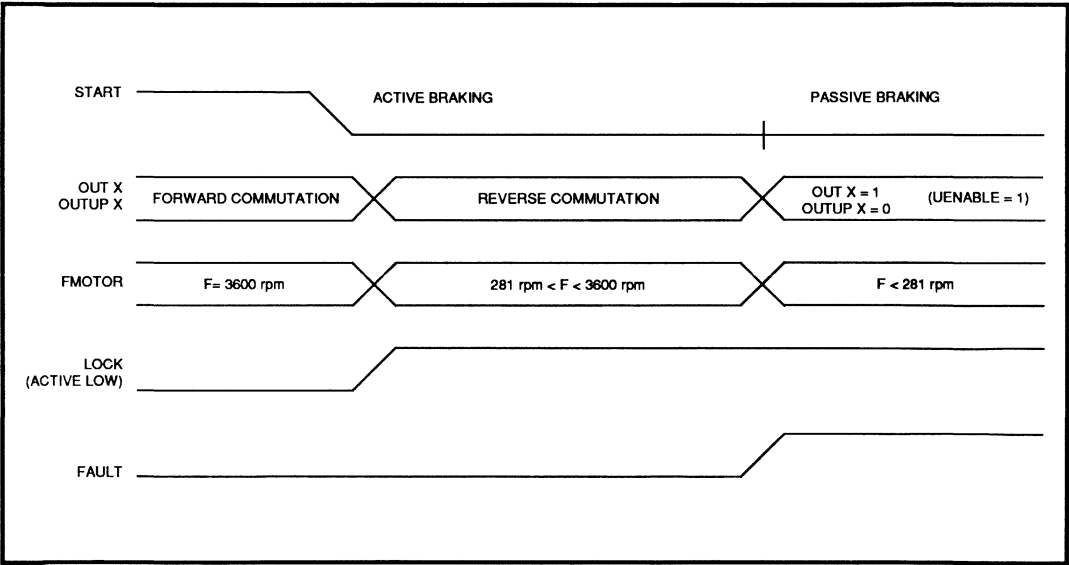 START
ACTIVE BRAKING
PASSIVE BRAKING
OUT X
OUTUP X
FORWARD COMMUTATION
REVERSE COMMUTATION
OUT X = 1
OUTUP X = 0
(UENABLE = 1)
FMOTOR
F= 3600 rpm
281 rpm < F < 3600 rpm
F < 281 rpm
LOCK
(ACTIVE LOW)
FAULT